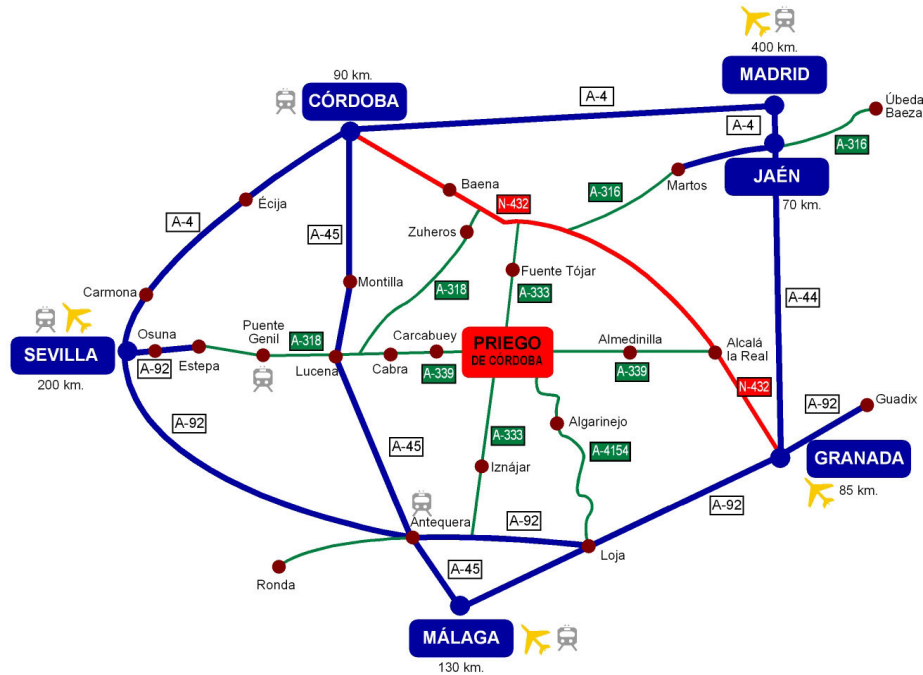 400 km.
MADRID
90 km.
CÓRDOBA
A-4
Úbeda
Baeza
A-4
A-316
JAÉN
70 km.
Martos
A-316
Baena
N-432
Écija
A-4
A-45
Zuheros
Fuente Tójar
A-318
A-333
Montilla
Carmona
A-44
SEVILLA
200 km.
Osuna
A-92
Estepa
Puente
Genil
A-318
Lucena
Cabra
Carcabuey
A-339
PRIEGO
DE CÓRDOBA
Almedinilla
A-339
Alcalá
la Real
N-432
A-92
Guadix
A-92
A-45
A-333
Iznájar
Algarinejo
A-4154
GRANADA
85 km.
A-92
Antequera
A-92
Loja
Ronda
A-45
MÁLAGA
130 km.